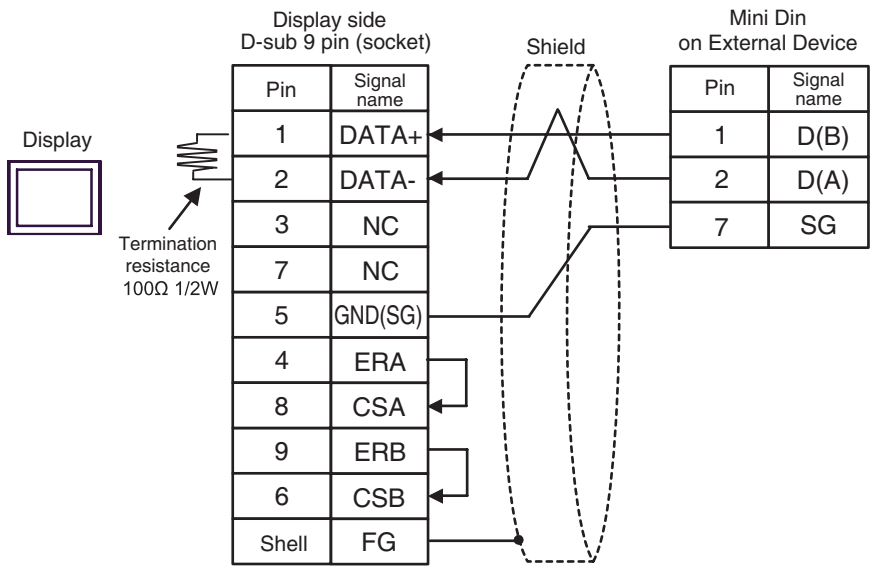 Display side
D-sub 9 pin (socket)
Shield
Mini Din
on External Device
Pin Signal name
1 DATA+
2 DATA-
3 NC
7 NC
5 GND(SG)
4 ERA
8 CSA
9 ERB
6 CSB
Shell FG
Pin Signal name
1 D(B)
2 D(A)
7 SG
Display
Termination
resistance
100Ω 1/2W